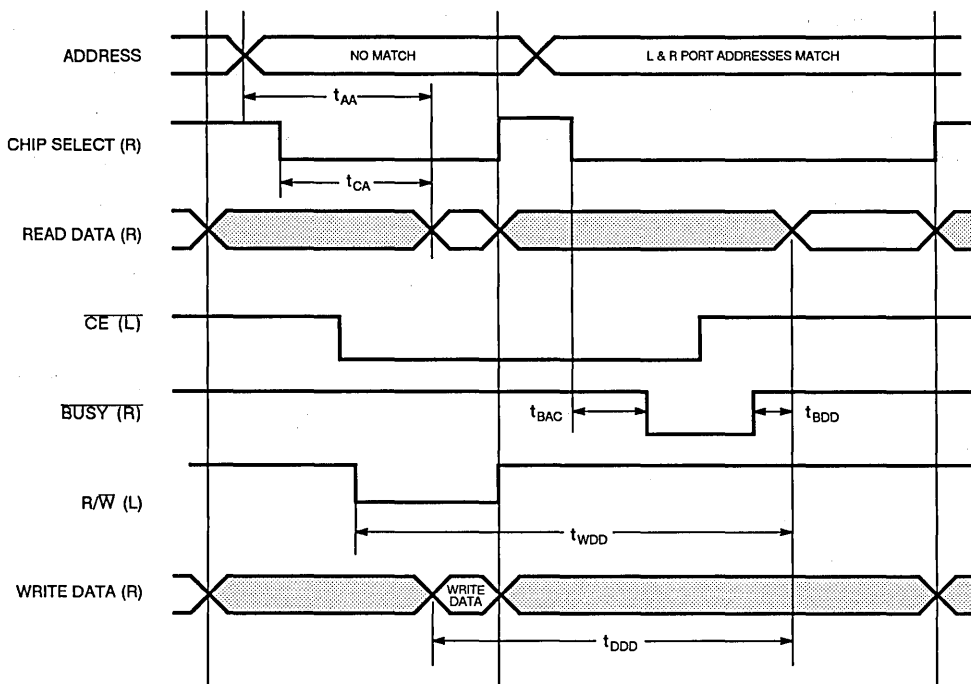 ADDRESS
NO MATCH
L & R PORT ADDRESSES MATCH
tAA
CHIP SELECT (R)
tCA
READ DATA (R)
CE (L)
BUSY (R)
tBAC
tBDD
R/W (L)
tWDD
WRITE DATA (R)
WRITE
DATA
tDDD